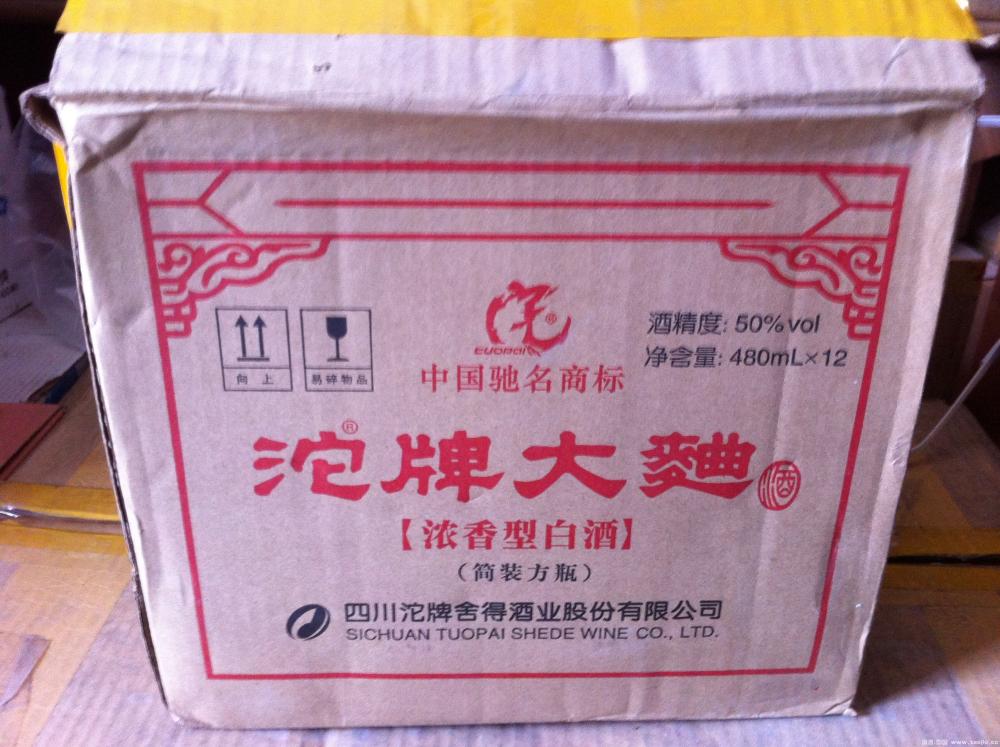 沱
®
TUOPAI
中国驰名商标
酒精度: 50%vol
净含量: 480mL×12
向上
易碎物品
沱牌大麯
®
酒
【浓香型白酒】
(简装方瓶)
四川沱牌舍得酒业股份有限公司
SICHUAN TUOPAI SHEDE WINE CO., LTD.